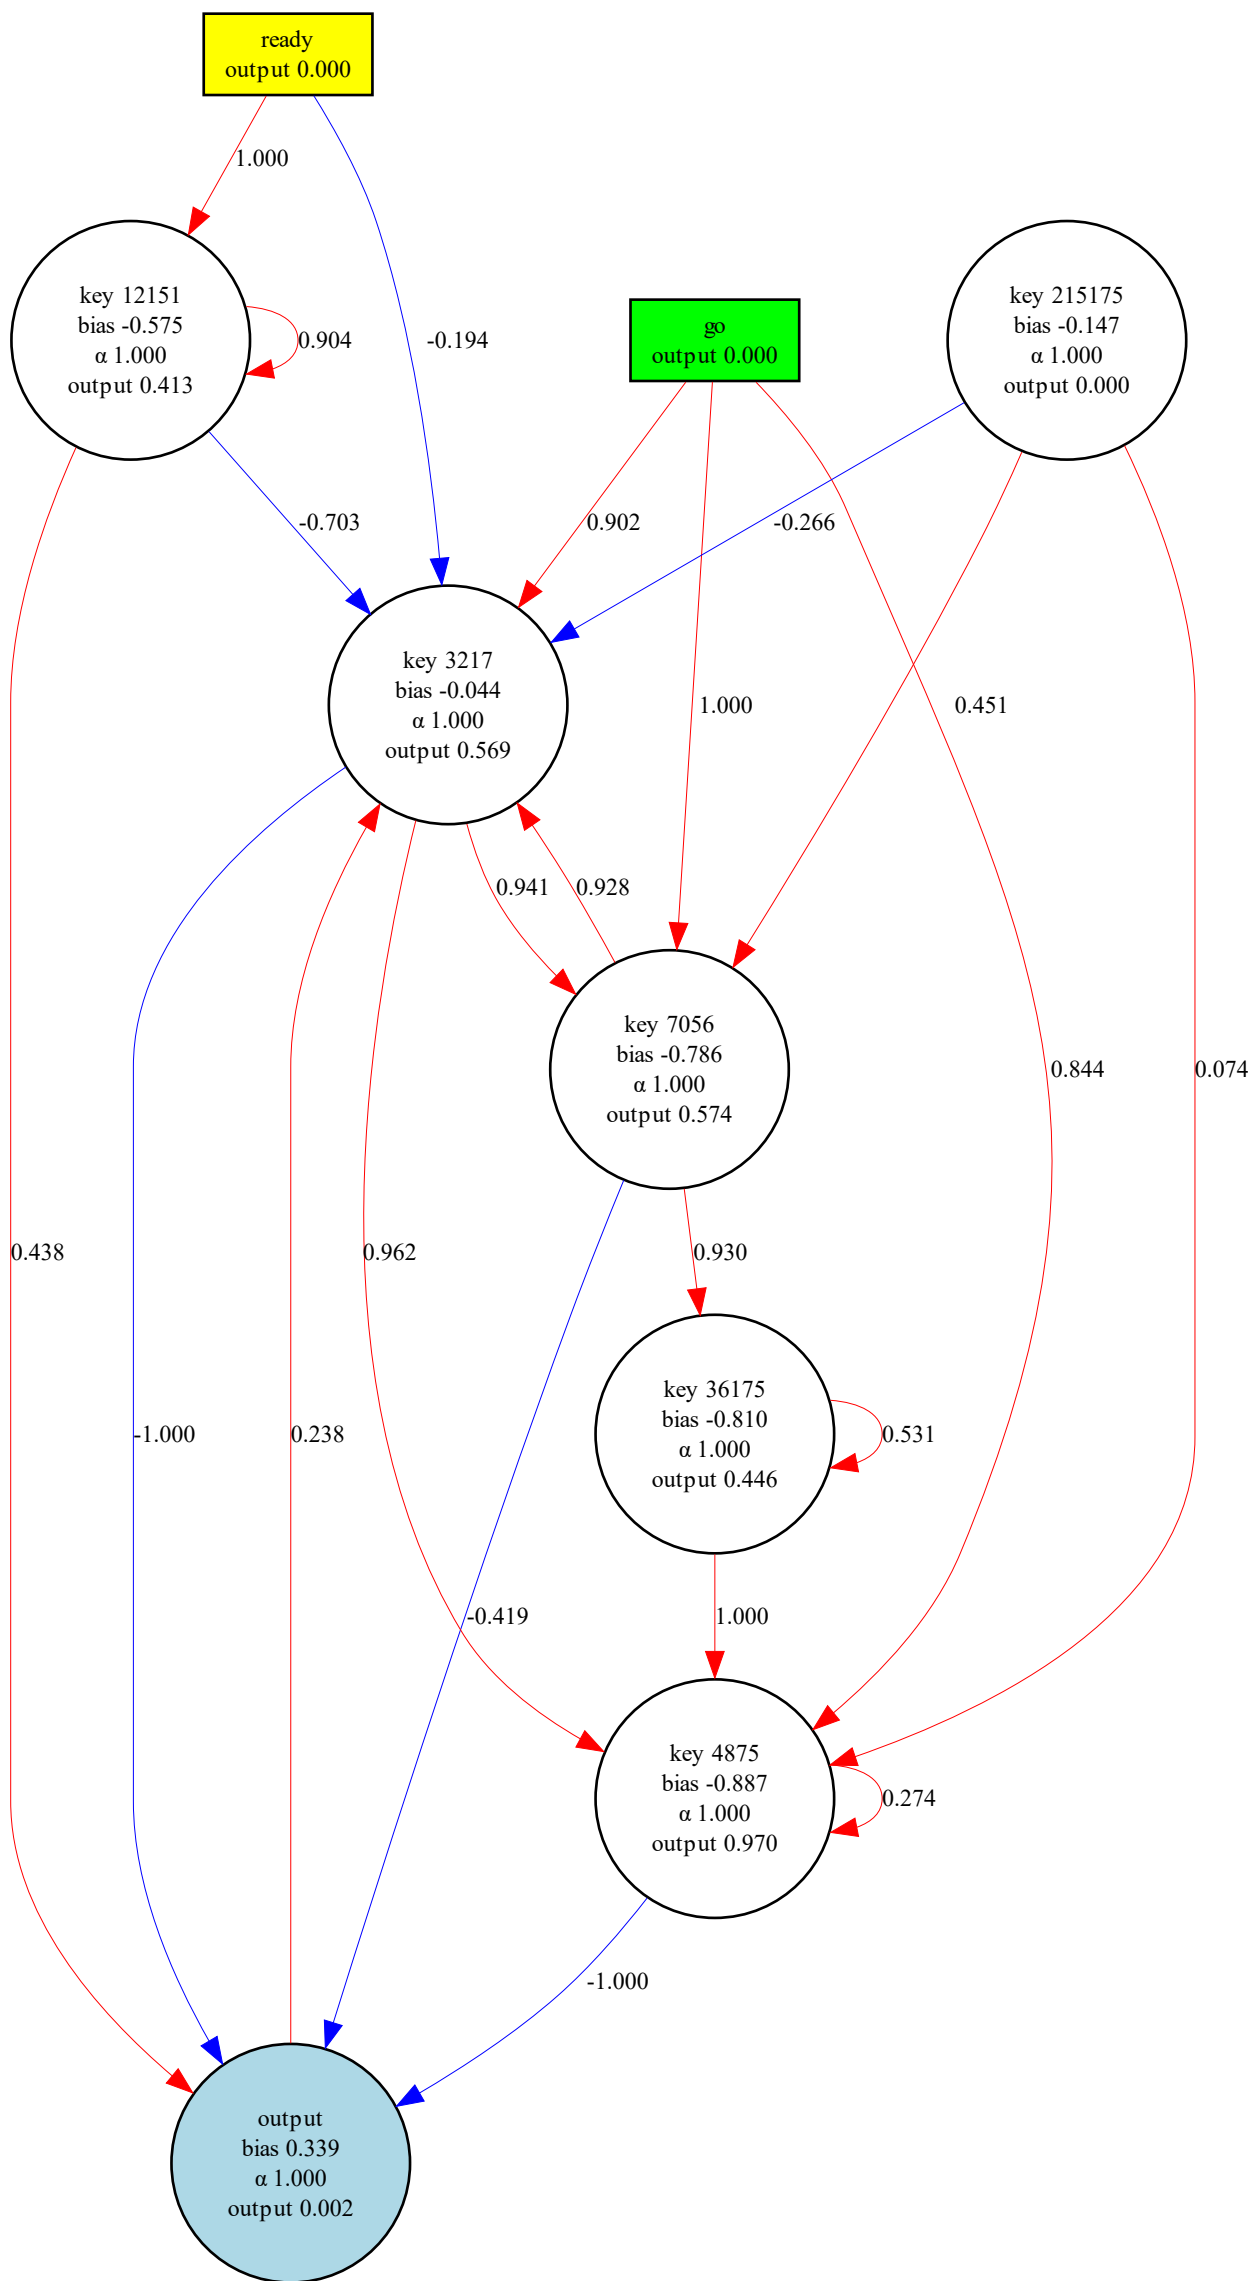 ready
output 0.000
1.000
key 12151
bias -0.575
α 1.000
output 0.413
0.904
-0.194
go
output 0.000
key 215175
bias -0.147
α 1.000
output 0.000
-0.703
0.902
-0.266
key 3217
bias -0.044
α 1.000
output 0.569
1.000
0.451
0.941
0.928
key 7056
bias -0.786
α 1.000
output 0.574
0.844
0.074
0.438
0.962
0.930
key 36175
bias -0.810
α 1.000
output 0.446
0.531
-1.000
0.238
-0.419
1.000
key 4875
bias -0.887
α 1.000
output 0.970
0.274
-1.000
output
bias 0.339
α 1.000
output 0.002